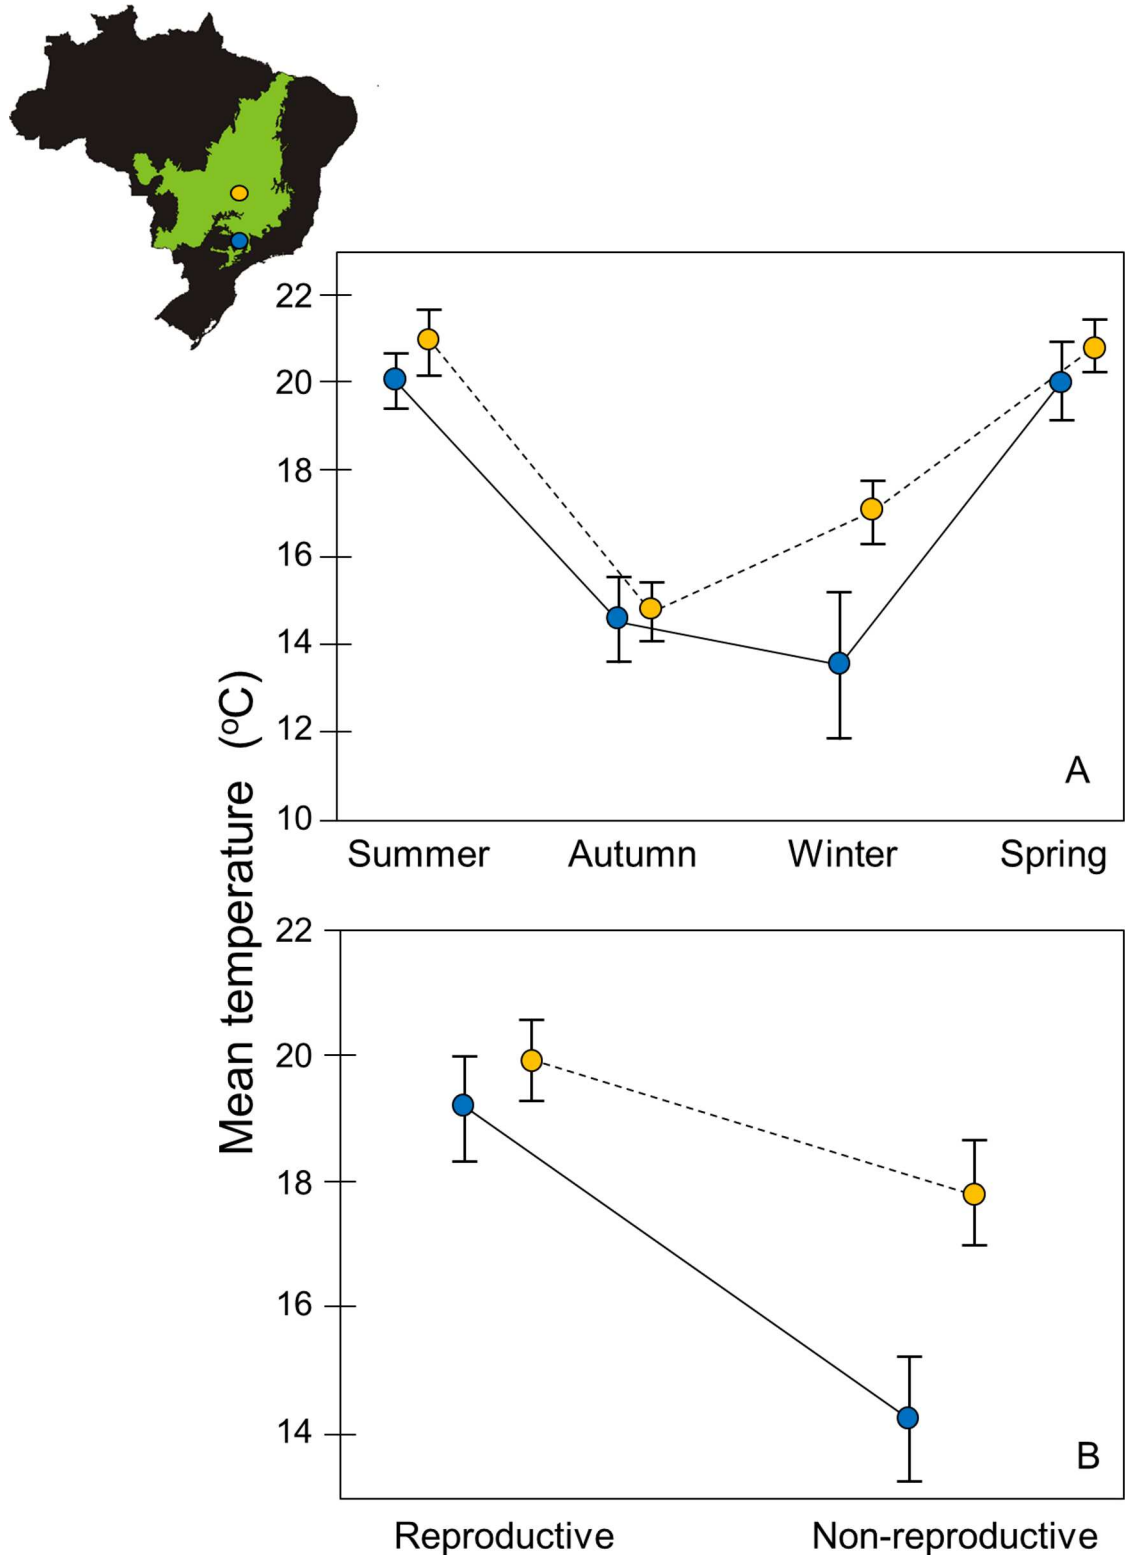 22
20
18
16
14
12
10
A
Summer Autumn Winter Spring
Mean temperature (ºC)
22
20
18
16
14
B
Reproductive Non-reproductive